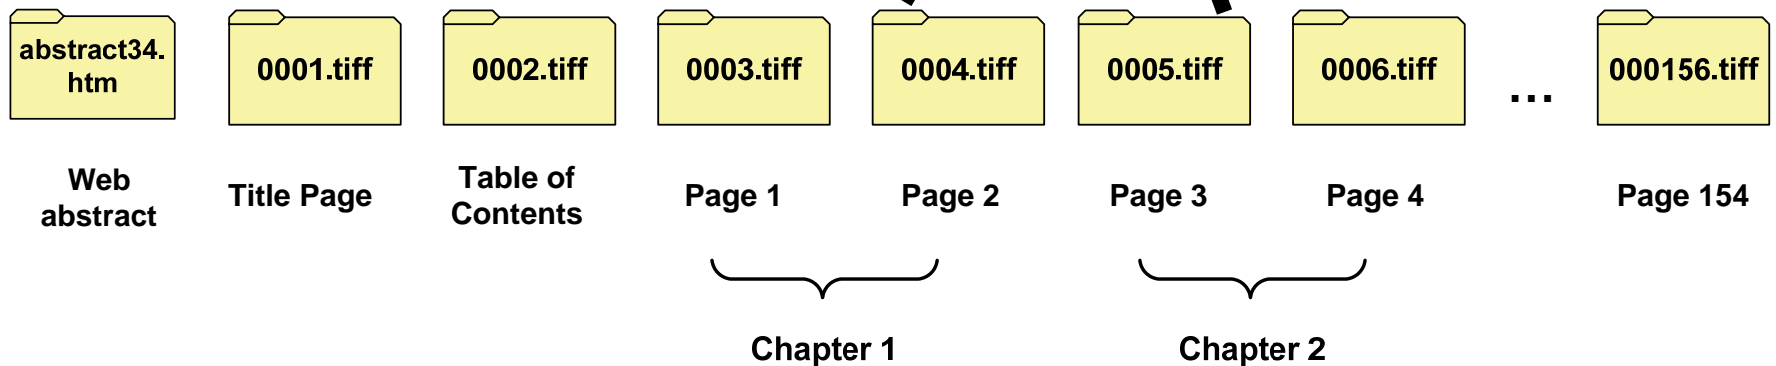 abstract34.
htm
0001.tiff
0002.tiff
0003.tiff
0004.tiff
0005.tiff
0006.tiff
...
000156.tiff
Web
abstract
Title Page
Table of
Contents
Page 1
Page 2
Page 3
Page 4
Page 154
Chapter 1
Chapter 2